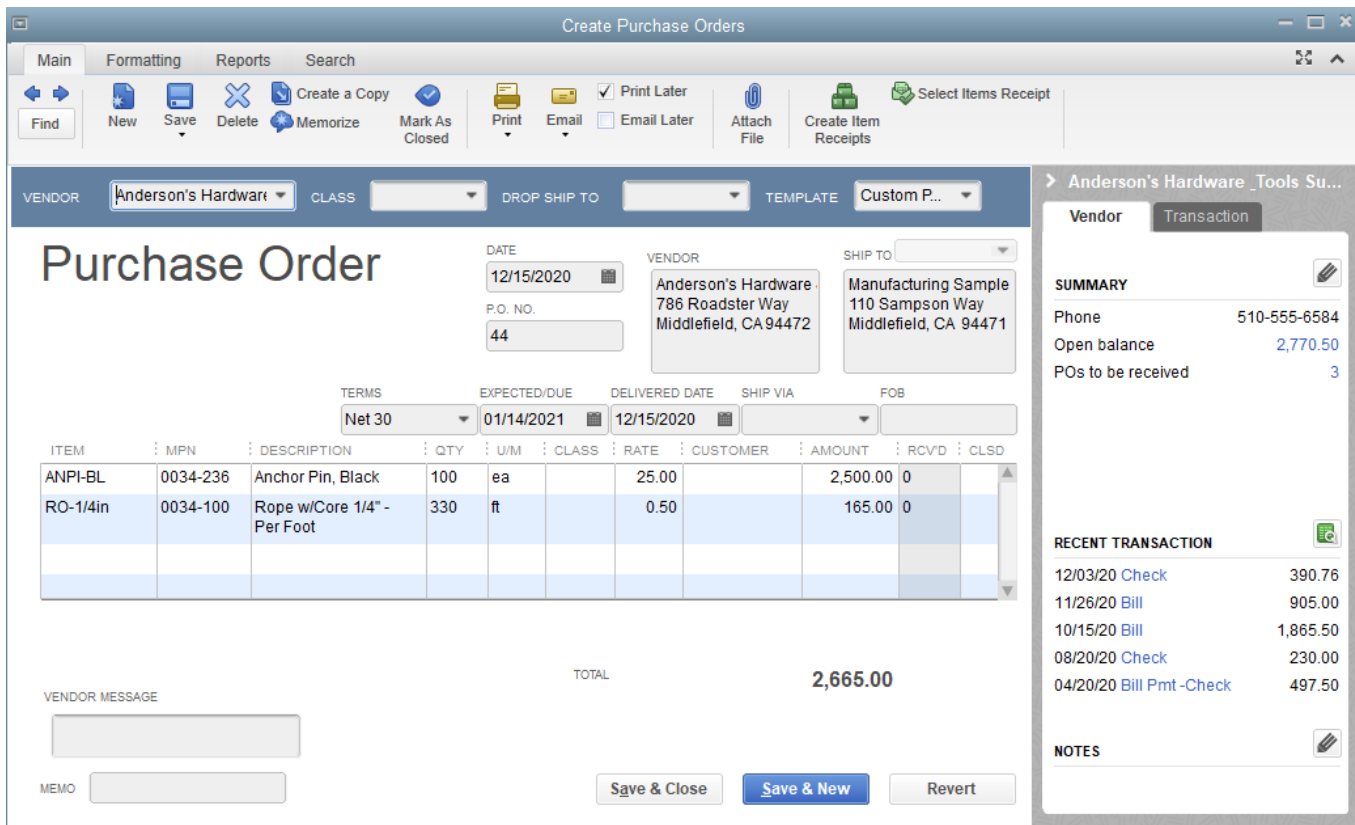 Create Purchase Orders
Main Formatting Reports Search
Find
New
Save
Delete
Create a Copy
Memorize
Mark As
Closed
Print
Email
Print Later
Email Later
Attach
File
Create Item
Receipts
Select Items Receipt
VENDOR Anderson's Hardware CLASS DROP SHIP TO TEMPLATE Custom P...
Purchase Order
DATE
12/15/2020
P.O. NO.
44
VENDOR
Anderson's Hardware
786 Roadster Way
Middlefield, CA 94472
SHIP TO
Manufacturing Sample
110 Sampson Way
Middlefield, CA 94471
TERMS EXPECTED/DUE DELIVERED DATE SHIP VIA FOB
Net 30 01/14/2021 12/15/2020
ITEM MPN DESCRIPTION QTY U/M CLASS RATE CUSTOMER AMOUNT RCV'D CLSD
ANPI-BL 0034-236 Anchor Pin, Black 100 ea 25.00 2,500.00 0
RO-1/4in 0034-100 Rope w/Core 1/4" - 330 ft 0.50 165.00 0
Per Foot
TOTAL 2,665.00
VENDOR MESSAGE
MEMO
Save & Close Save & New Revert
Anderson's Hardware _Tools Su...
Vendor Transaction
SUMMARY
Phone 510-555-6584
Open balance 2,770.50
POs to be received 3
RECENT TRANSACTION
12/03/20 Check 390.76
11/26/20 Bill 905.00
10/15/20 Bill 1,865.50
08/20/20 Check 230.00
04/20/20 Bill Pmt -Check 497.50
NOTES